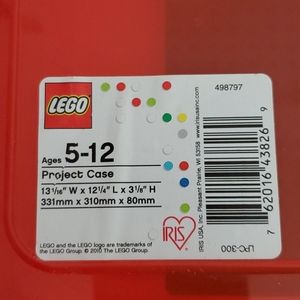 LEGO
498797
Ages 5-12
Project Case
13 1/16" W x 12 1/4" L x 3 1/8" H
331mm x 310mm x 80mm
LEGO and the LEGO logo are trademarks of
the LEGO Group. © 2010 The LEGO Group.
IRIS
IRIS USA, Inc. Pleasant Prairie, WI 53158
www.irisusainc.com
7 62016 43826 9
LPC-300